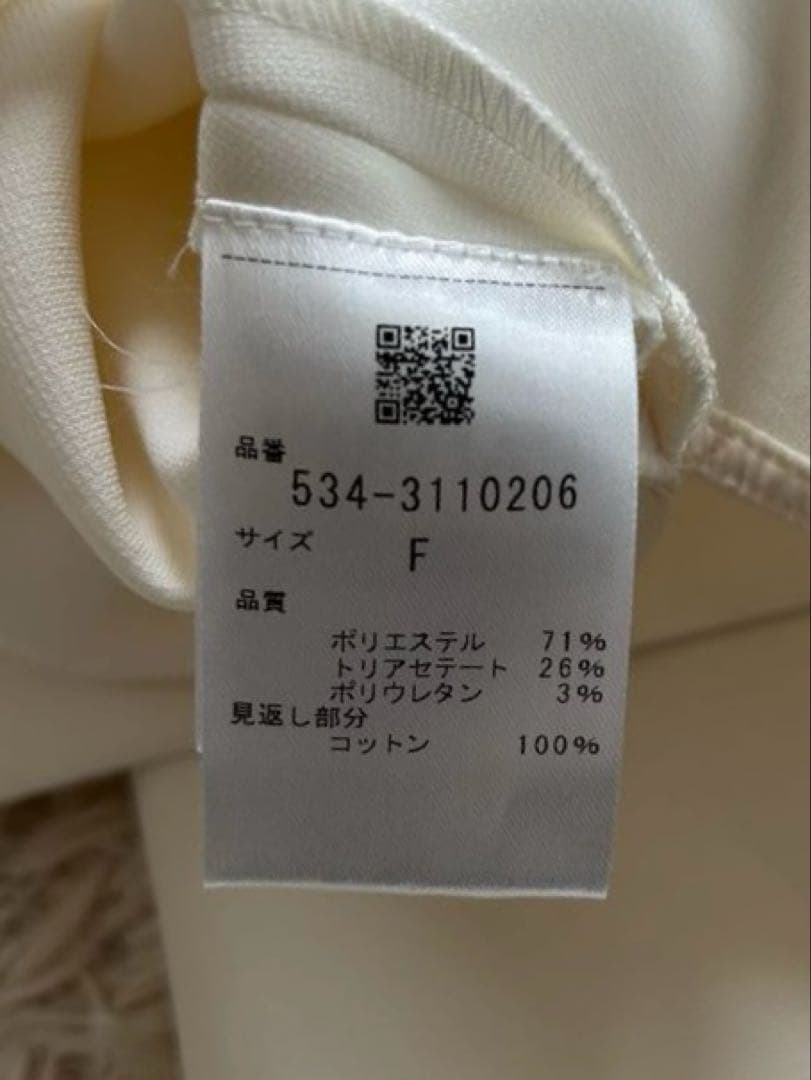 品番
534-3110206
サイズ F
品質
ポリエステル 71%
トリアセテート 26%
ポリウレタン 3%
見返し部分
コットン 100%